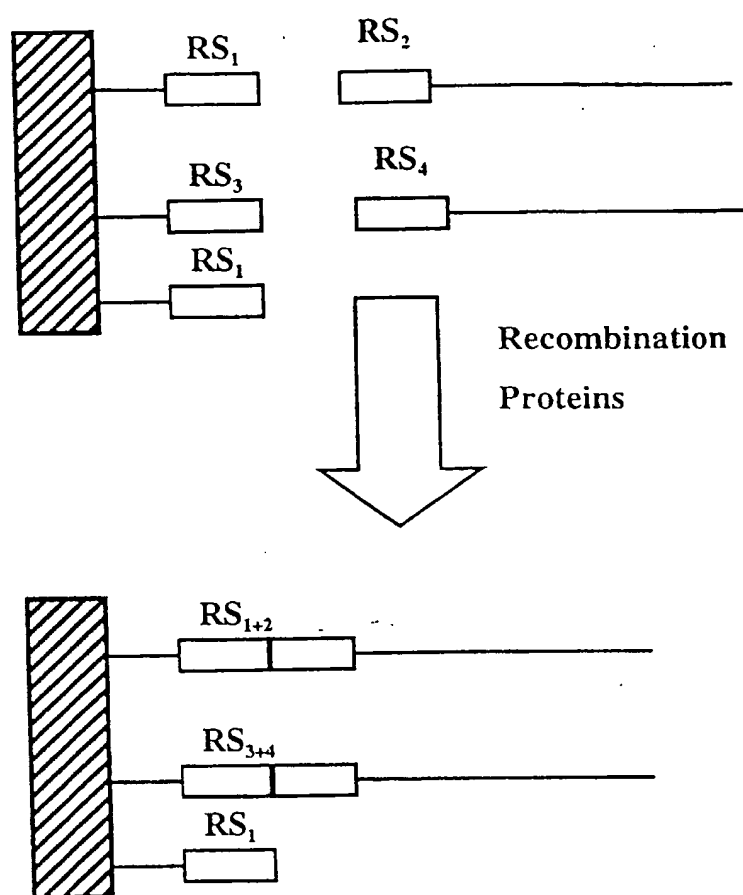 RS₁ RS₂
RS₃ RS₄
RS₁
Recombination
Proteins
RS₁₊₂
RS₃₊₄
RS₁